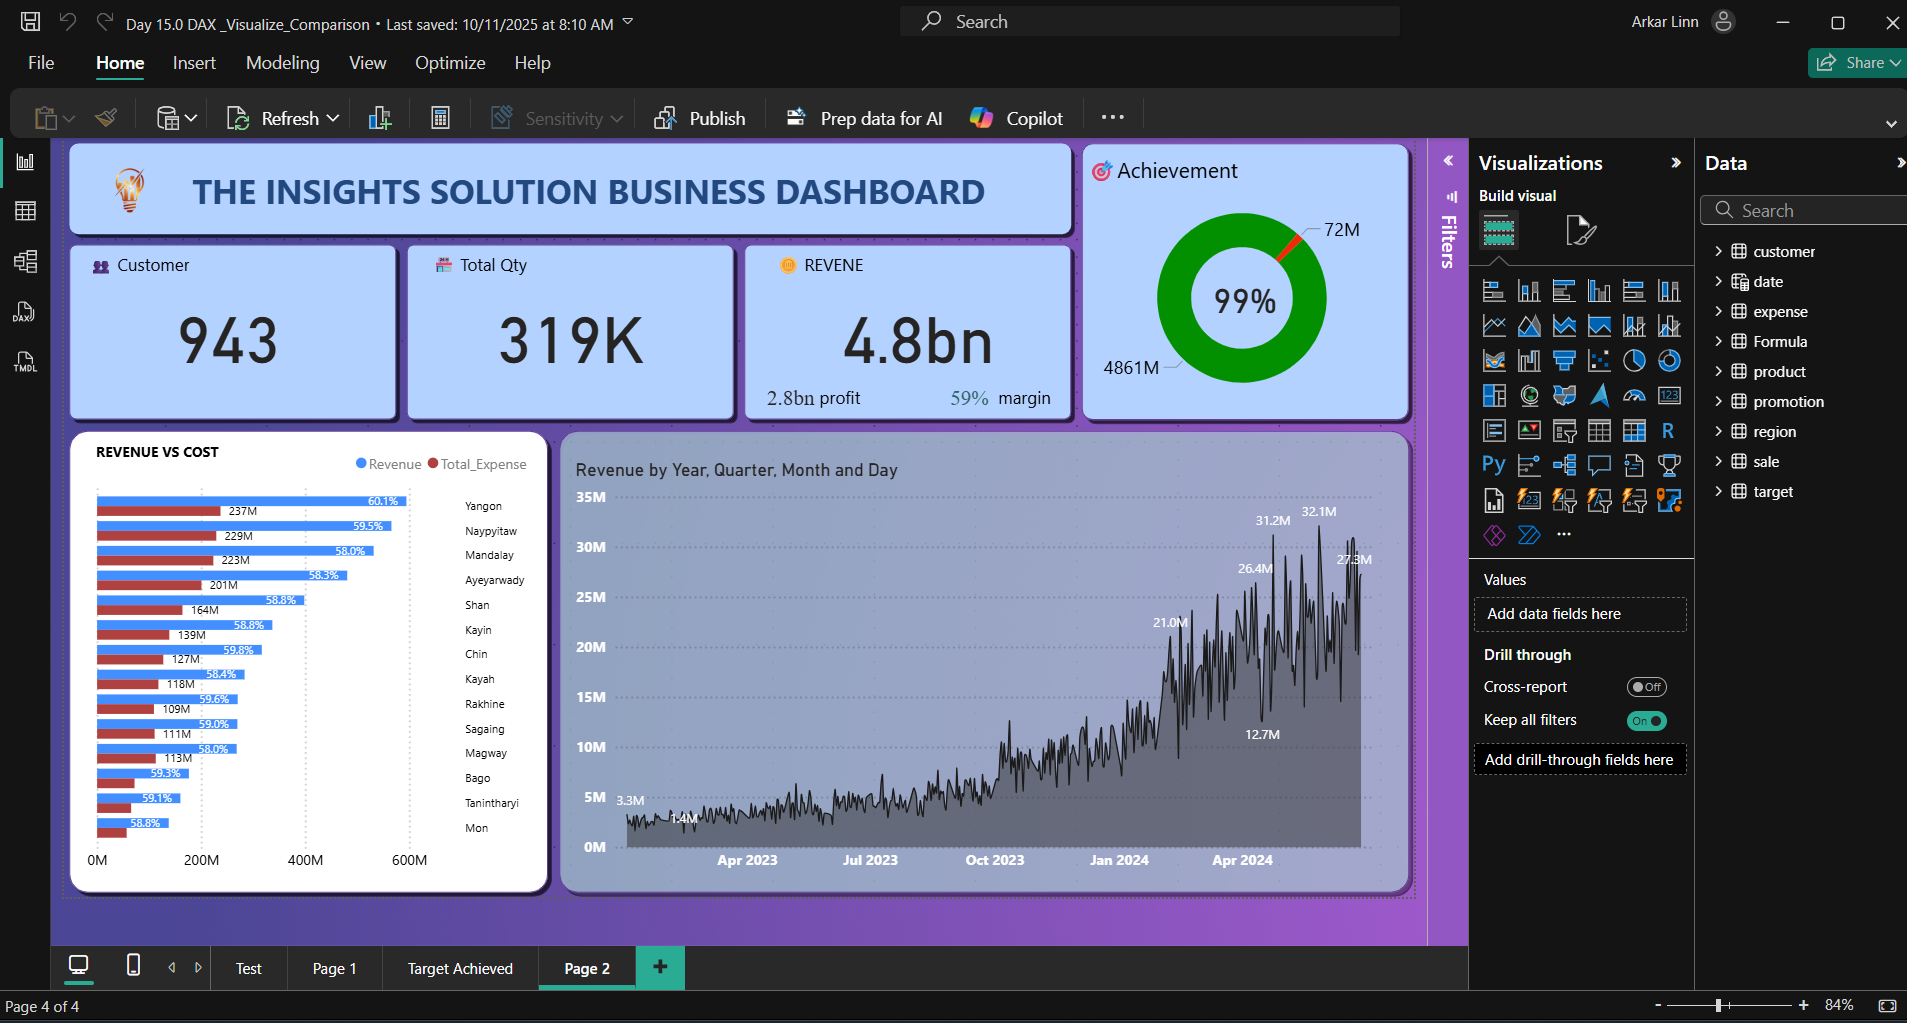 Day 15.0 DAX _Visualize_Comparison • Last saved: 10/11/2025 at 8:10 AM
Search
Arkar Linn
File
Home
Insert
Modeling
View
Optimize
Help
Share
Refresh
Sensitivity
Publish
Prep data for AI
Copilot
DAX
TMDL
THE INSIGHTS SOLUTION BUSINESS DASHBOARD
Customer
943
Total Qty
319K
REVENE
4.8bn
2.8bn profit
59% margin
Achievement
72M
99%
4861M
REVENUE VS COST
Revenue
Total_Expense
60.1%
237M
Yangon
59.5%
229M
Naypyitaw
58.0%
223M
Mandalay
58.3%
201M
Ayeyarwady
58.8%
164M
Shan
58.8%
139M
Kayin
59.8%
127M
Chin
58.4%
118M
Kayah
59.6%
109M
Rakhine
59.0%
111M
Sagaing
58.0%
113M
Magway
59.3%
Bago
59.1%
Tanintharyi
58.8%
Mon
0M
200M
400M
600M
Revenue by Year, Quarter, Month and Day
35M
30M
25M
20M
15M
10M
5M
0M
3.3M
1.4M
21.0M
26.4M
31.2M
32.1M
27.3M
12.7M
Apr 2023
Jul 2023
Oct 2023
Jan 2024
Apr 2024
Filters
Visualizations
Build visual
123
R
Py
123
Values
Add data fields here
Drill through
Cross-report
Off
Keep all filters
On
Add drill-through fields here
Data
Search
customer
date
expense
Formula
product
promotion
region
sale
target
Test
Page 1
Target Achieved
Page 2
+
Page 4 of 4
- + 84%